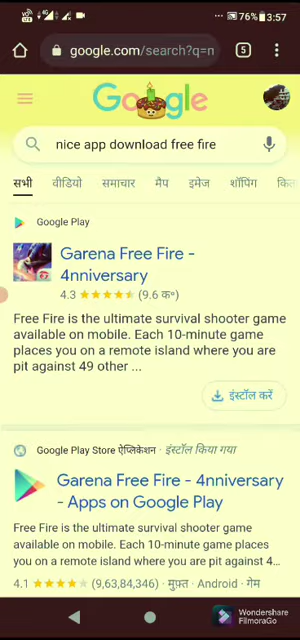 VoI) 4G ... 76% 3:57
google.com/search?q=n 5
Google
nice app download free fire
सभी वीडियो समाचार मैप इमेज शॉपिंग
Google Play
Garena Free Fire -
4nniversary
4.3 ★★★★★ (9.6 क॰)
Free Fire is the ultimate survival shooter game
available on mobile. Each 10-minute game
places you on a remote island where you are
pit against 49 other ...
इंस्टॉल करें
Google Play Store ऐप्लिकेशन · इंस्टॉल किया गया
Garena Free Fire - 4nniversary
- Apps on Google Play
Free Fire is the ultimate survival shooter game
available on mobile. Each 10-minute game places
you on a remote island where you are pit against 4...
4.1 ★★★★★ (9,63,84,346) · मुफ़्त · Android · गेम
Wondershare
FilmoraGo